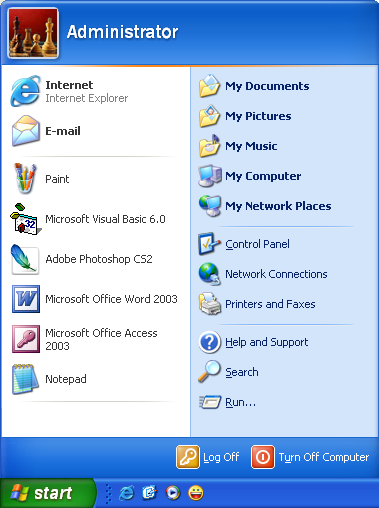 Administrator
Internet
Internet Explorer
E-mail
Paint
Microsoft Visual Basic 6.0
32
Adobe Photoshop CS2
Microsoft Office Word 2003
Microsoft Office Access
2003
Notepad
My Documents
My Pictures
My Music
My Computer
My Network Places
Control Panel
Network Connections
Printers and Faxes
Help and Support
Search
Run...
Log Off
Turn Off Computer
start